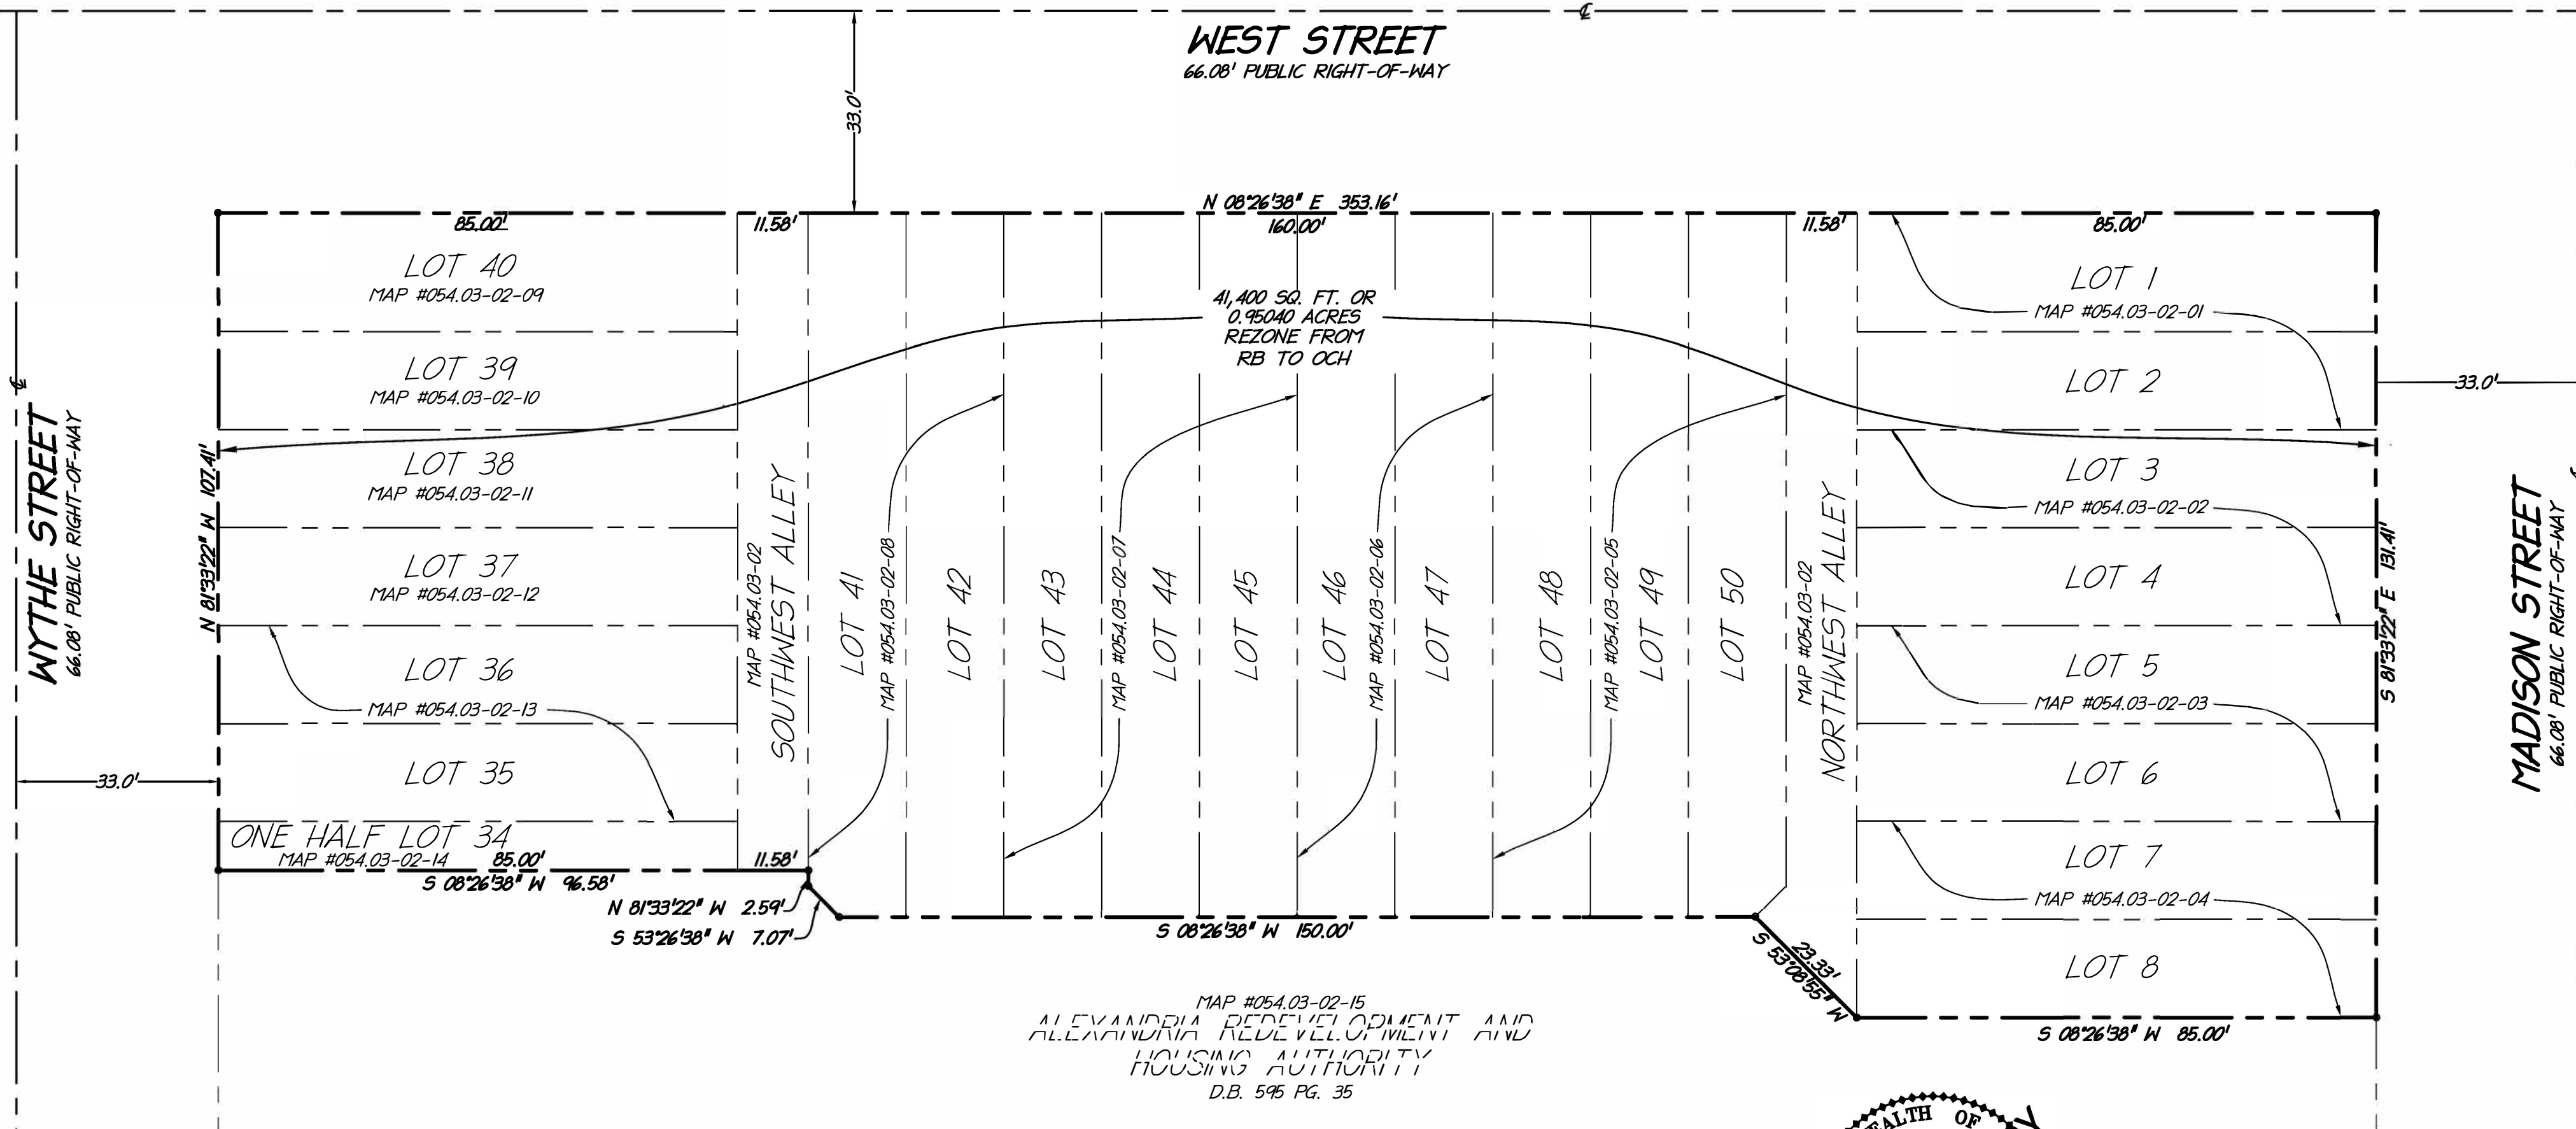 ℄
WEST STREET
66.08' PUBLIC RIGHT-OF-WAY
33.0'
N 08°26'38" E 353.16'
85.00'
11.58'
160.00'
11.58'
85.00'
LOT 40
MAP #054.03-02-09
LOT 39
MAP #054.03-02-10
LOT 38
MAP #054.03-02-11
LOT 37
MAP #054.03-02-12
LOT 36
MAP #054.03-02-13
LOT 35
ONE HALF LOT 34
MAP #054.03-02-14
85.00'
11.58'
S 08°26'38" W 96.58'
℄
WYTHE STREET
66.08' PUBLIC RIGHT-OF-WAY
33.0'
N 81°33'22" W 107.41'
MAP #054.03-02
SOUTHWEST ALLEY
41,400 SQ. FT. OR
0.95040 ACRES
REZONE FROM
RB TO OCH
LOT 41
MAP #054.03-02-08
LOT 42
LOT 43
MAP #054.03-02-07
LOT 44
LOT 45
LOT 46
MAP #054.03-02-06
LOT 47
LOT 48
MAP #054.03-02-05
LOT 49
LOT 50
MAP #054.03-02
NORTHWEST ALLEY
LOT 1
MAP #054.03-02-01
LOT 2
LOT 3
MAP #054.03-02-02
LOT 4
LOT 5
MAP #054.03-02-03
LOT 6
LOT 7
MAP #054.03-02-04
LOT 8
33.0'
S 81°33'22" E 131.41'
MADISON STREET
66.08' PUBLIC RIGHT-OF-WAY
N 81°33'22" W 2.59'
S 53°26'38" W 7.07'
S 08°26'38" W 150.00'
23.33'
S 53°08'55" W
S 08°26'38" W 85.00'
MAP #054.03-02-15
ALEXANDRIA REDEVELOPMENT AND
HOUSING AUTHORITY
D.B. 595 PG. 35
EALTH OF